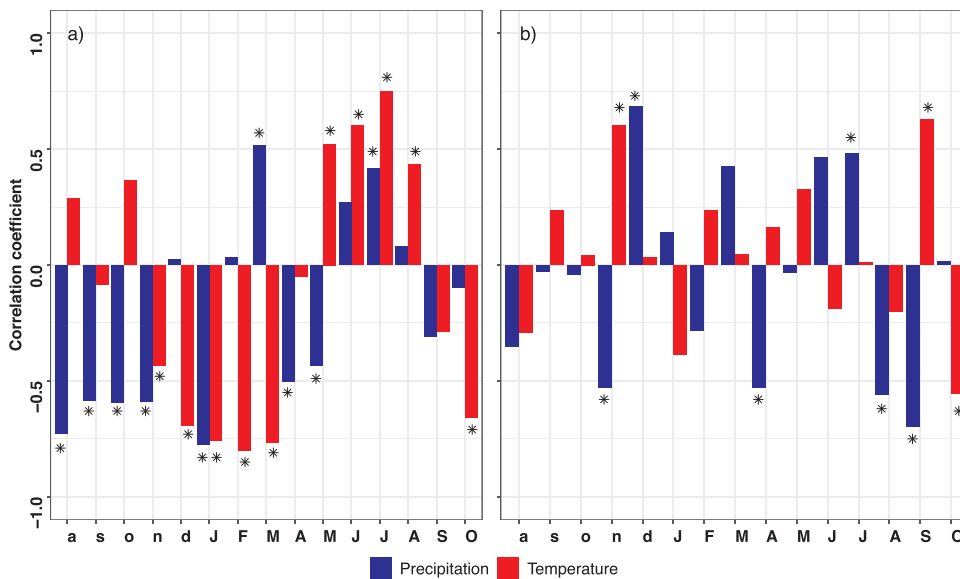 a)
b)
Correlation coefficient
1.0
0.5
0.0
−0.5
−1.0
a s o n d J F M A M J J A S O
a s o n d J F M A M J J A S O
Precipitation Temperature